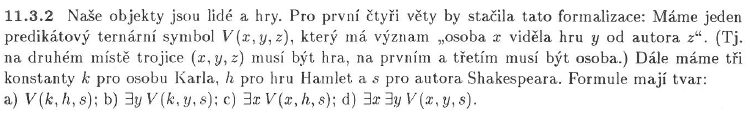 11.3.2 Naše objekty jsou lidé a hry. Pro první čtyři věty by stačila tato formalizace: Máme jeden
predikátový ternární symbol V(x, y, z), který má význam „osoba x viděla hru y od autora z“. (Tj.
na druhém místě trojice (x, y, z) musí být hra, na prvním a třetím musí být osoba.) Dále máme tři
konstanty k pro osobu Karla, h pro hru Hamlet a s pro autora Shakespeara. Formule mají tvar:
a) V(k, h, s); b) ∃y V(k, y, s); c) ∃x V(x, h, s); d) ∃x ∃y V(x, y, s).